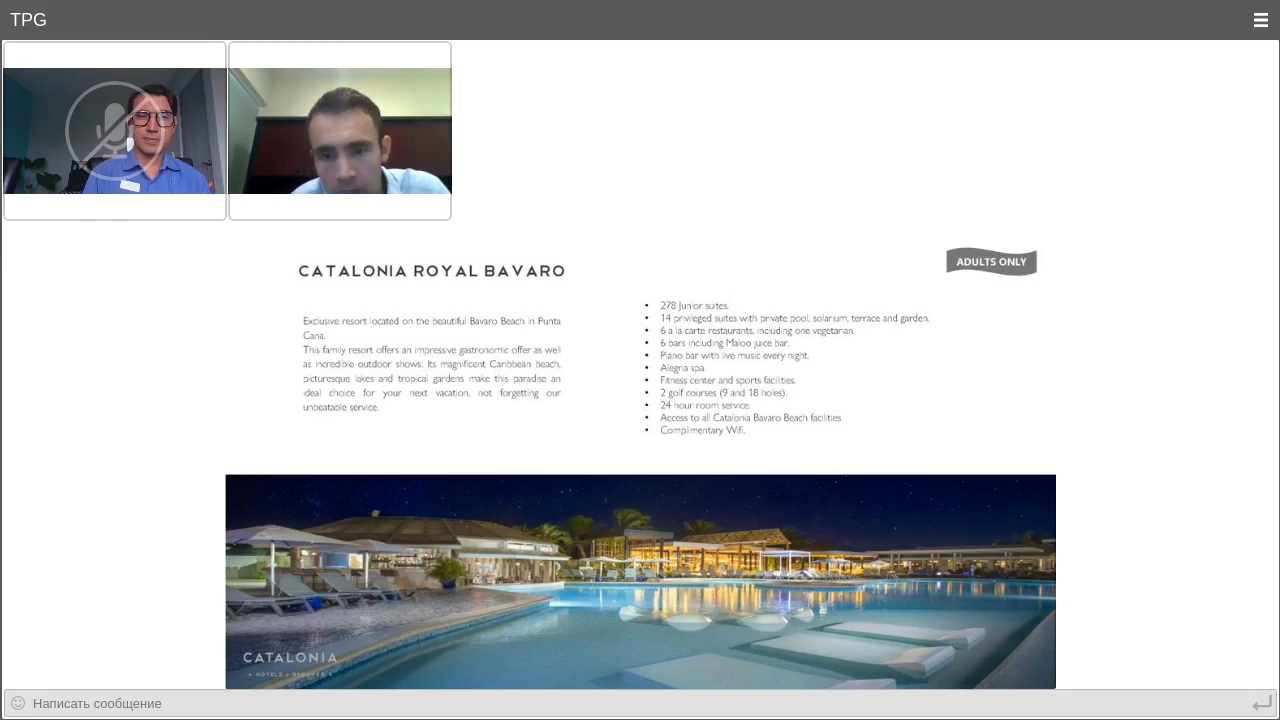 TPG
CATALONIA ROYAL BAVARO
ADULTS ONLY
Exclusive resort located on the beautiful Bavaro Beach in Punta
Cana.
This family resort offers an impressive gastronomic offer as well
as incredible outdoor shows. Its magnificent Caribbean beach,
picturesque lakes and tropical gardens make this paradise an
ideal choice for your next vacation, not forgetting our
unbeatable service.
• 278 Junior suites.
• 14 privileged suites with private pool, solarium, terrace and garden.
• 6 a la carte restaurants, including one vegetarian.
• 6 bars including Maloo juice bar.
• Piano bar with live music every night.
• Alegria spa.
• Fitness center and sports facilities.
• 2 golf courses (9 and 18 holes).
• 24 hour room service.
• Access to all Catalonia Bavaro Beach facilities
• Complimentary Wifi.
CATALONIA
• HOTELS & RESORTS •
Написать сообщение